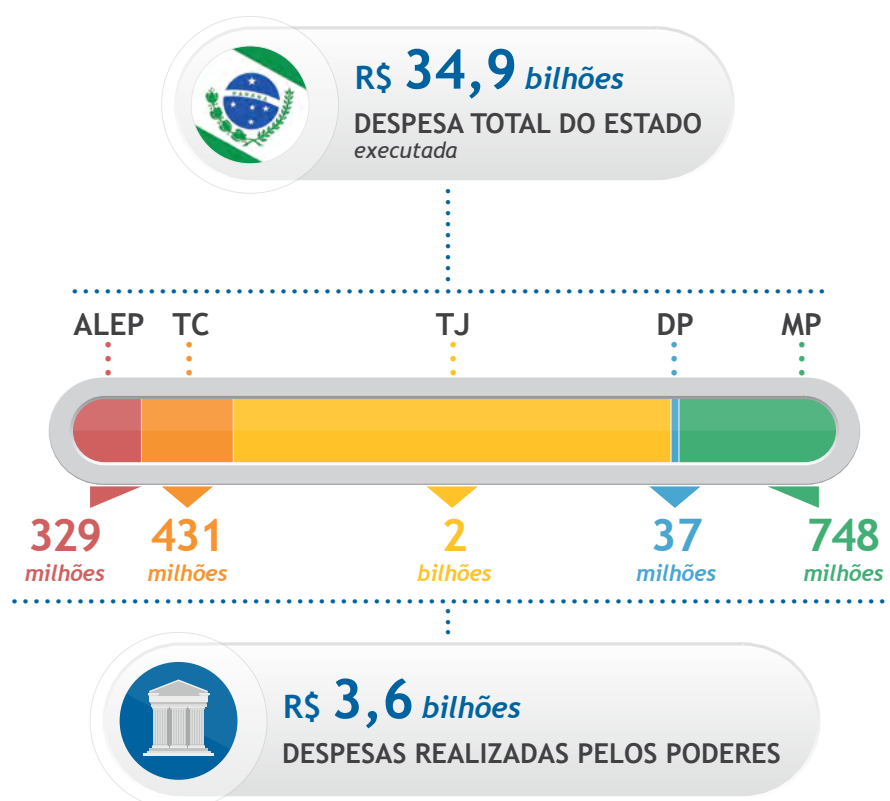 R$ 34,9 bilhões
DESPESA TOTAL DO ESTADO
executada
ALEP TC TJ DP MP
329 431 2 37 748
milhões milhões bilhões milhões milhões
R$ 3,6 bilhões
DESPESAS REALIZADAS PELOS PODERES